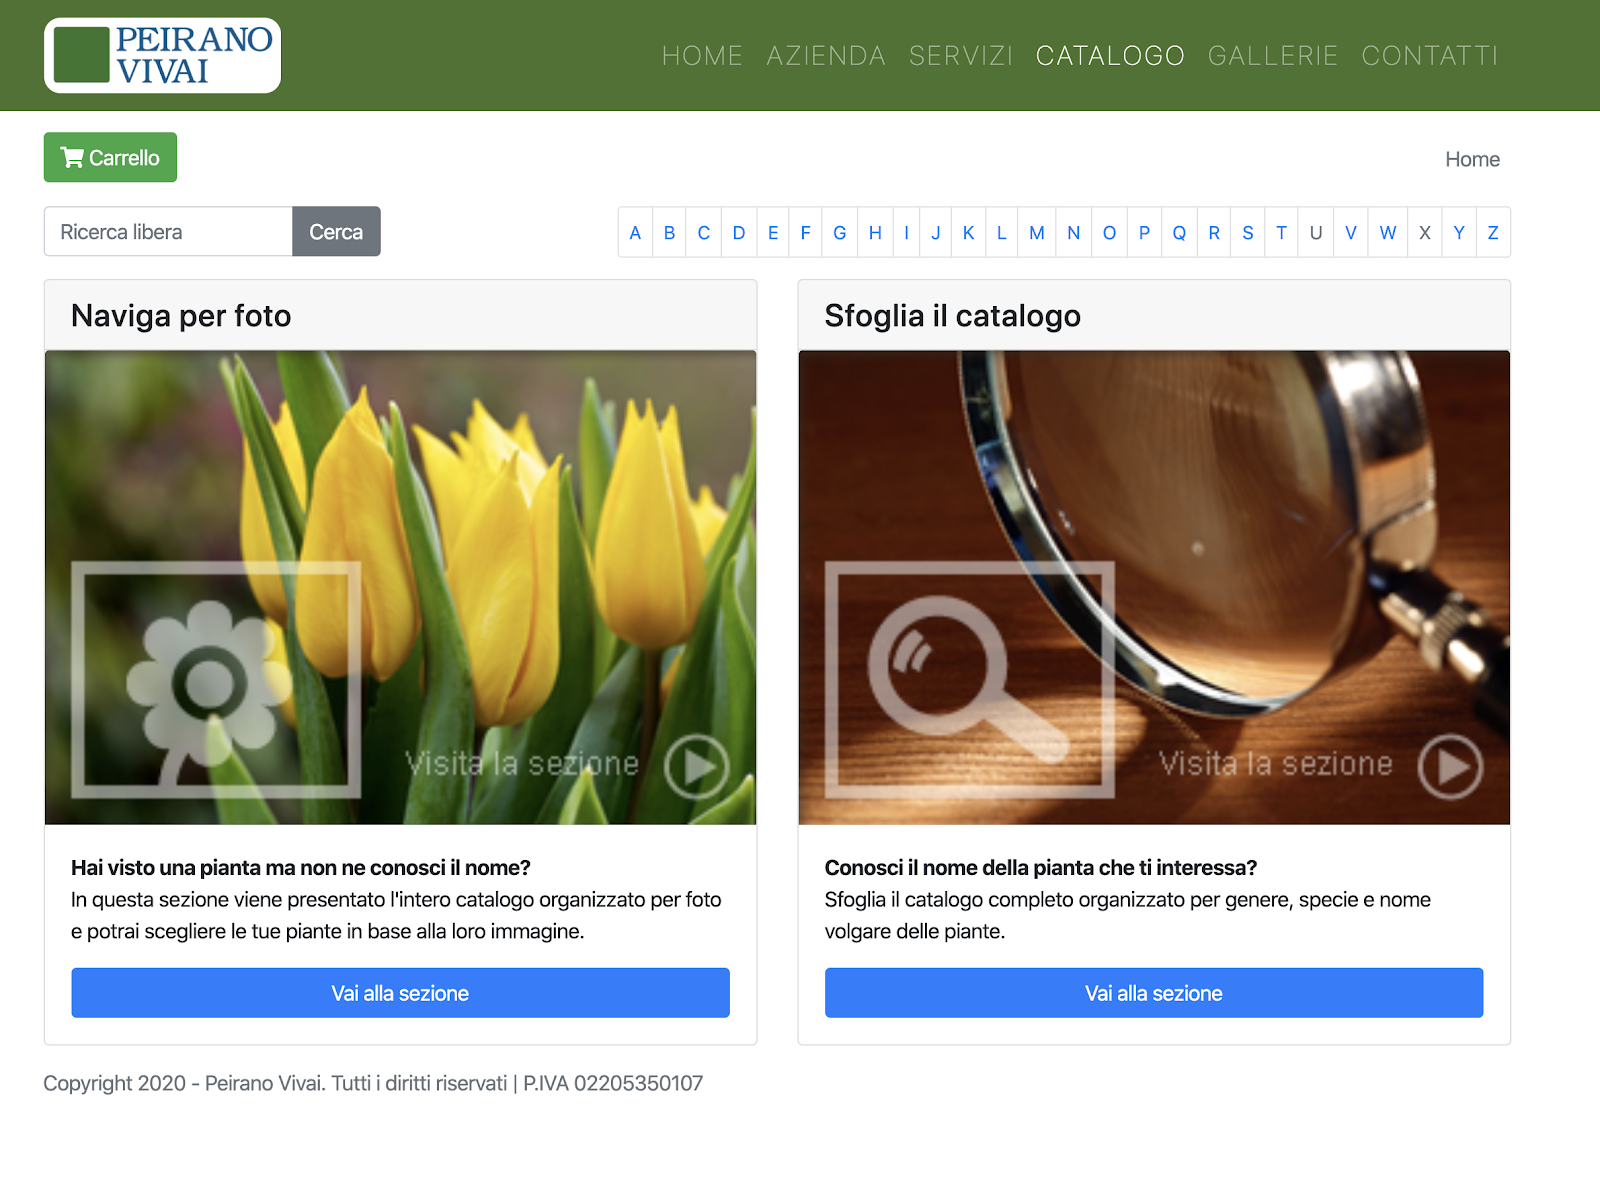 PEIRANO
VIVAI
HOME AZIENDA SERVIZI CATALOGO GALLERIE CONTATTI
Carrello
Home
Ricerca libera Cerca
A B C D E F G H I J K L M N O P Q R S T U V W X Y Z
Naviga per foto
Visita la sezione
Hai visto una pianta ma non ne conosci il nome?
In questa sezione viene presentato l'intero catalogo organizzato per foto
e potrai scegliere le tue piante in base alla loro immagine.
Vai alla sezione
Sfoglia il catalogo
Visita la sezione
Conosci il nome della pianta che ti interessa?
Sfoglia il catalogo completo organizzato per genere, specie e nome
volgare delle piante.
Vai alla sezione
Copyright 2020 - Peirano Vivai. Tutti i diritti riservati | P.IVA 02205350107